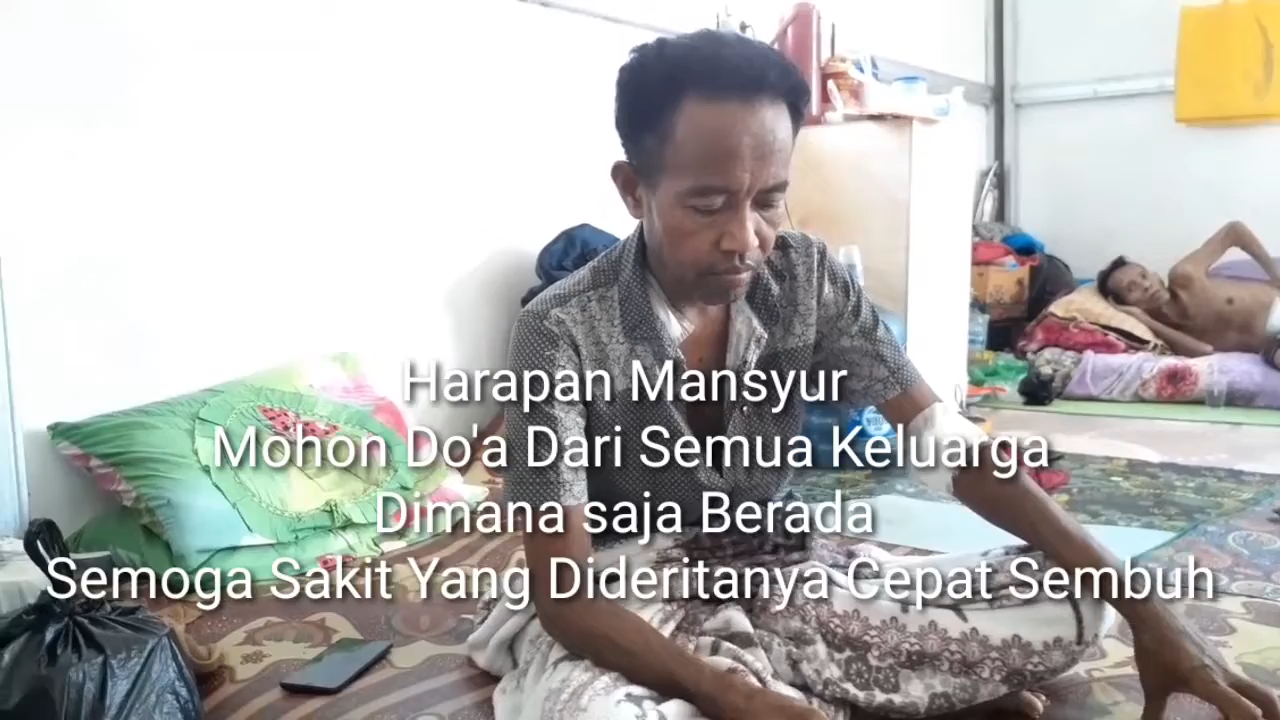 Harapan Mansyur
Mohon Do'a Dari Semua Keluarga
Dimana saja Berada
Semoga Sakit Yang Dideritanya Cepat Sembuh